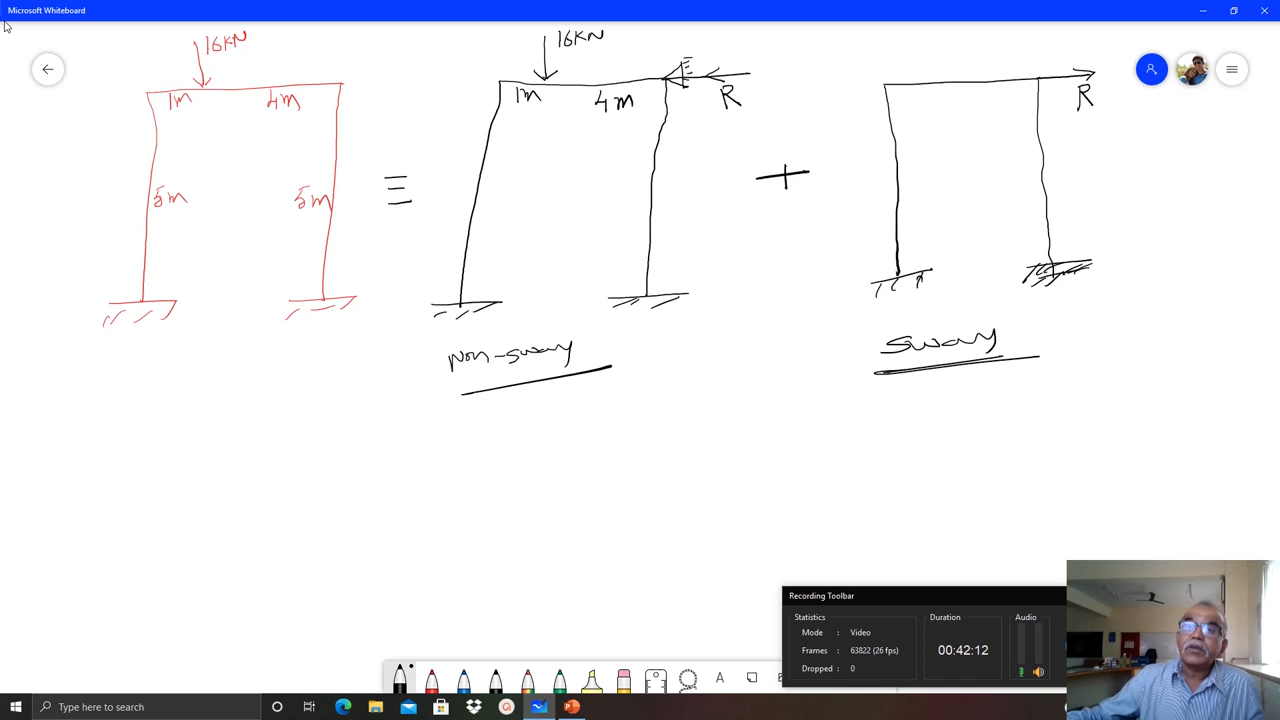 Microsoft Whiteboard
16KN
1m
4m
5m
5m
≡
16KN
1m
4m
R
+
R
Non-sway
sway
Recording Toolbar
Statistics
Duration
Audio
Mode : Video
Frames : 63822 (26 fps)
Dropped : 0
00:42:12
A
Type here to search